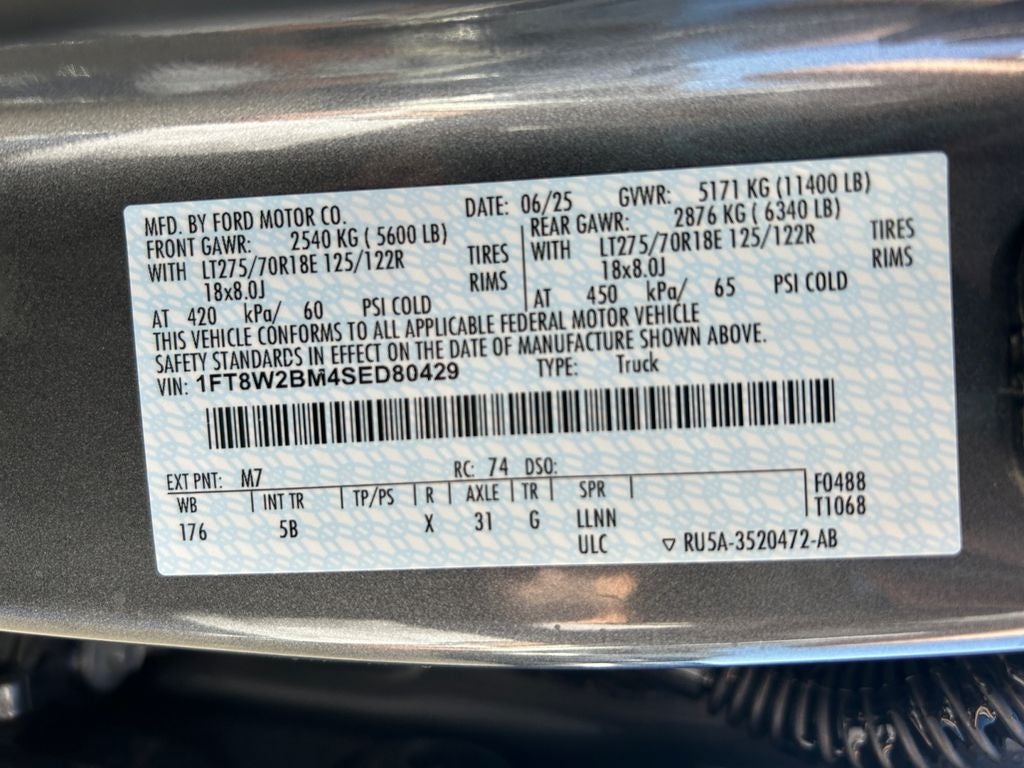 MFD. BY FORD MOTOR CO. DATE: 06/25 GVWR: 5171 KG (11400 LB)
FRONT GAWR: 2540 KG ( 5600 LB) REAR GAWR: 2876 KG ( 6340 LB)
WITH LT275/70R18E 125/122R TIRES WITH LT275/70R18E 125/122R TIRES
18x8.0J RIMS 18x8.0J RIMS
AT 420 kPa/ 60 PSI COLD AT 450 kPa/ 65 PSI COLD
THIS VEHICLE CONFORMS TO ALL APPLICABLE FEDERAL MOTOR VEHICLE
SAFETY STANDARDS IN EFFECT ON THE DATE OF MANUFACTURE SHOWN ABOVE.
VIN: 1FT8W2BM4SED80429 TYPE: Truck
EXT PNT: M7 RC: 74 DSO:
WB INT TR TP/PS R AXLE TR SPR F0488
176 5B X 31 G LLNN T1068
ULC RU5A-3520472-AB